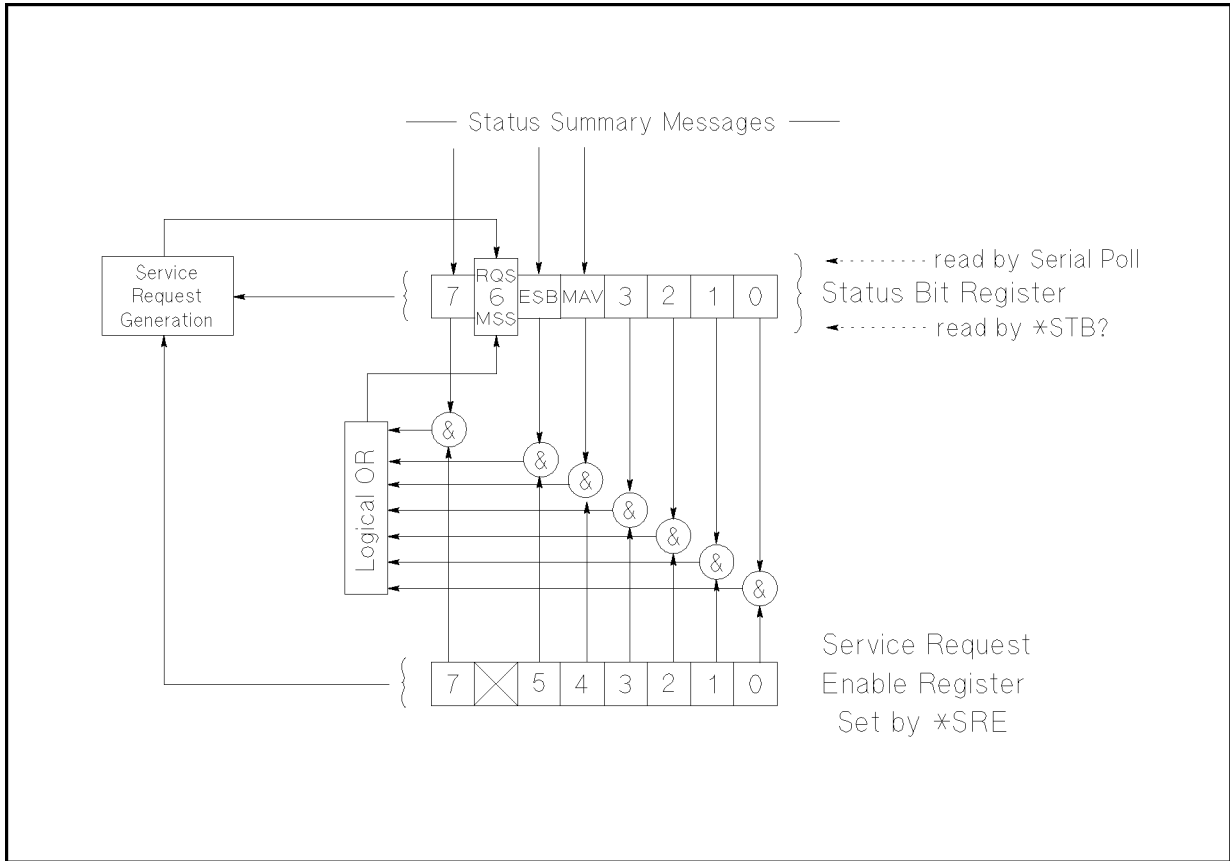 Status Summary Messages
Service
Request
Generation
7
RQS
6
MSS
ESB
MAV
3
2
1
0
read by Serial Poll
Status Bit Register
read by *STB?
Logical OR
&
&
&
&
&
&
&
7
5
4
3
2
1
0
Service Request
Enable Register
Set by *SRE